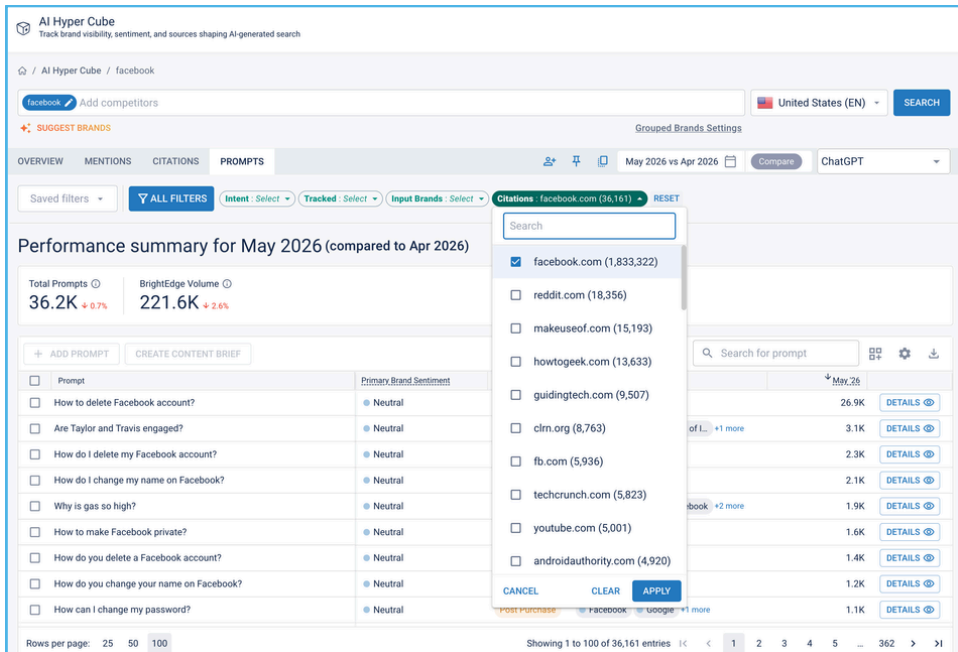 AI Hyper Cube
Track brand visibility, sentiment, and sources shaping AI-generated search
/ AI Hyper Cube / facebook
facebook Add competitors United States (EN) SEARCH
SUGGEST BRANDS Grouped Brands Settings
OVERVIEW MENTIONS CITATIONS PROMPTS May 2026 vs Apr 2026 Compare ChatGPT
Saved filters ALL FILTERS Intent : Select Tracked : Select Input Brands : Select Citations : facebook.com (36,161) RESET
Search
Performance summary for May 2026 (compared to Apr 2026)
facebook.com (1,833,322)
reddit.com (18,356)
makeuseof.com (15,193)
howtogeek.com (13,633)
guidingtech.com (9,507)
clrn.org (8,763)
fb.com (5,936)
techcrunch.com (5,823)
youtube.com (5,001)
androidauthority.com (4,920)
CANCEL CLEAR APPLY
Total Prompts BrightEdge Volume
36.2K 0.7% 221.6K 2.6%
+ ADD PROMPT CREATE CONTENT BRIEF Search for prompt
Prompt Primary Brand Sentiment May '26
How to delete Facebook account? Neutral 26.9K DETAILS
Are Taylor and Travis engaged? Neutral of I... +1 more 3.1K DETAILS
How do I delete my Facebook account? Neutral 2.3K DETAILS
How do I change my name on Facebook? Neutral 2.1K DETAILS
Why is gas so high? Neutral ebook +2 more 1.9K DETAILS
How to make Facebook private? Neutral 1.6K DETAILS
How do you delete a Facebook account? Neutral 1.4K DETAILS
How do you change your name on Facebook? Neutral 1.2K DETAILS
How can I change my password? Neutral Post Purchase Facebook Google +1 more 1.1K DETAILS
Rows per page: 25 50 100 Showing 1 to 100 of 36,161 entries |< < 1 2 3 4 5 ... 362 > >|